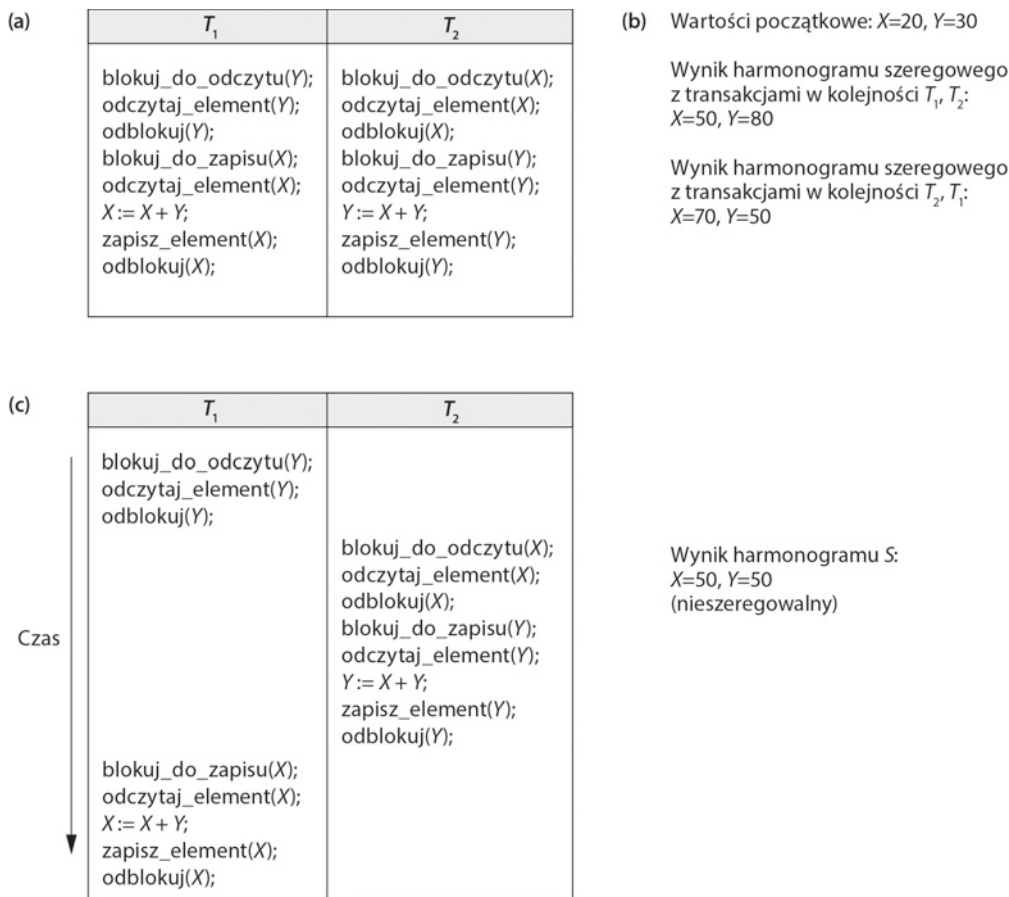 (a)
T₁
T₂
blokuj_do_odczytu(Y);
odczytaj_element(Y);
odblokuj(Y);
blokuj_do_zapisu(X);
odczytaj_element(X);
X := X + Y;
zapisz_element(X);
odblokuj(X);
blokuj_do_odczytu(X);
odczytaj_element(X);
odblokuj(X);
blokuj_do_zapisu(Y);
odczytaj_element(Y);
Y := X + Y;
zapisz_element(Y);
odblokuj(Y);
(b)
Wartości początkowe: X=20, Y=30
Wynik harmonogramu szeregowego
z transakcjami w kolejności T₁, T₂:
X=50, Y=80
Wynik harmonogramu szeregowego
z transakcjami w kolejności T₂, T₁:
X=70, Y=50
(c)
T₁
T₂
Czas
blokuj_do_odczytu(Y);
odczytaj_element(Y);
odblokuj(Y);
blokuj_do_odczytu(X);
odczytaj_element(X);
odblokuj(X);
blokuj_do_zapisu(Y);
odczytaj_element(Y);
Y := X + Y;
zapisz_element(Y);
odblokuj(Y);
blokuj_do_zapisu(X);
odczytaj_element(X);
X := X + Y;
zapisz_element(X);
odblokuj(X);
Wynik harmonogramu S:
X=50, Y=50
(nieszeregowalny)